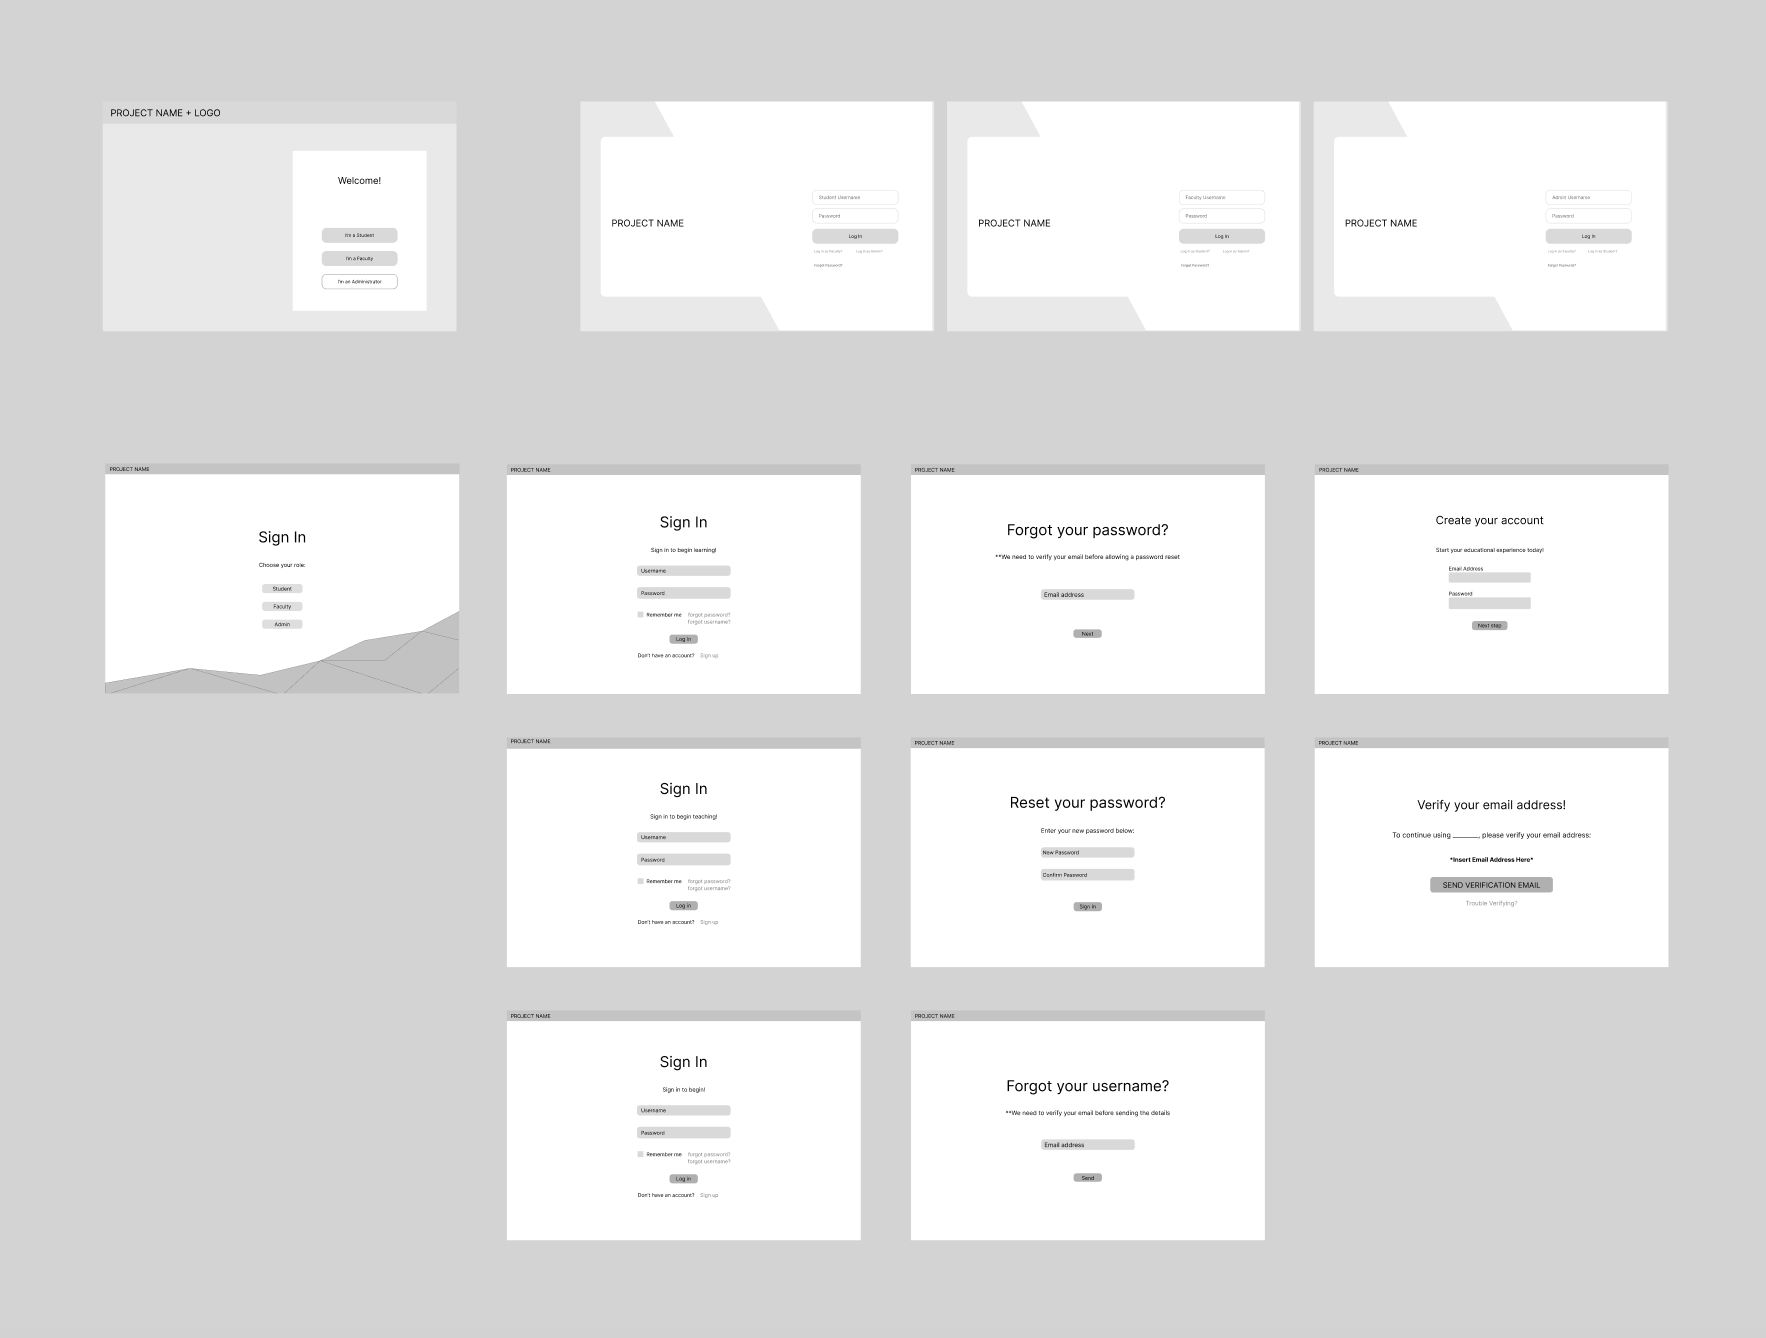 PROJECT NAME + LOGO
Welcome!
I'm a Student
I'm a Faculty
I'm an Administrator
PROJECT NAME
Student Username
Password
Log In
Log in as Faculty?
Log in as Admin?
Forgot Password?
PROJECT NAME
Faculty Username
Password
Log In
Log in as Student?
Log in as Admin?
Forgot Password?
PROJECT NAME
Admin Username
Password
Log In
Log in as Faculty?
Log in as Student?
Forgot Password?
PROJECT NAME
Sign In
Choose your role:
Student
Faculty
Admin
PROJECT NAME
Sign In
Sign in to begin learning!
Username
Password
Remember me forgot password?
forgot username?
Log In
Don't have an account? Sign up
PROJECT NAME
Forgot your password?
**We need to verify your email before allowing a password reset
Email address
Next
PROJECT NAME
Create your account
Start your educational experience today!
Email Address
Password
Next step
PROJECT NAME
Sign In
Sign in to begin teaching!
Username
Password
Remember me forgot password?
forgot username?
Log in
Don't have an account? Sign up
PROJECT NAME
Reset your password?
Enter your new password below:
New Password
Confirm Password
Sign in
PROJECT NAME
Verify your email address!
To continue using _______, please verify your email address:
*Insert Email Address Here*
SEND VERIFICATION EMAIL
Trouble Verifying?
PROJECT NAME
Sign In
Sign in to begin!
Username
Password
Remember me forgot password?
forgot username?
Log In
Don't have an account? Sign up
PROJECT NAME
Forgot your username?
**We need to verify your email before sending the details
Email address
Send